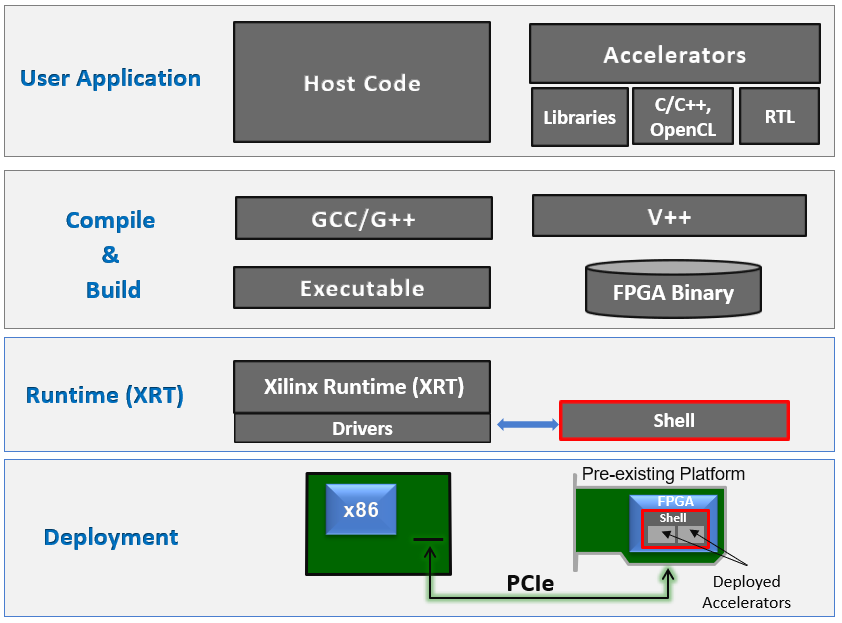 User Application
Host Code
Accelerators
Libraries
C/C++,
OpenCL
RTL
Compile
&
Build
GCC/G++
V++
Executable
FPGA Binary
Runtime (XRT)
Xilinx Runtime (XRT)
Drivers
Shell
Deployment
x86
Pre-existing Platform
FPGA
Shell
PCIe
Deployed
Accelerators